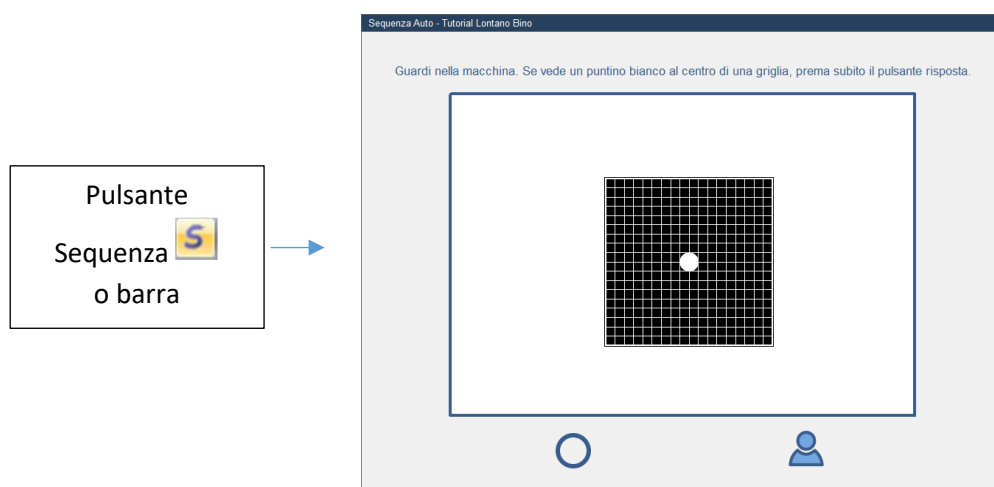 Sequenza Auto - Tutorial Lontano Bino
Guardi nella macchina. Se vede un puntino bianco al centro di una griglia, prema subito il pulsante risposta.
Pulsante
Sequenza S
o barra